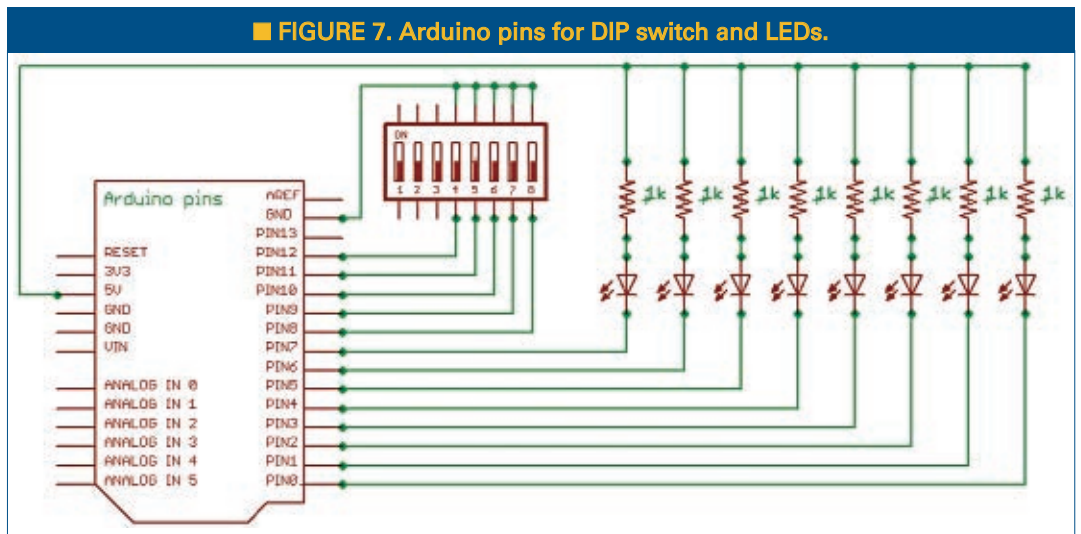 ■ FIGURE 7. Arduino pins for DIP switch and LEDs.
ON
1 2 3 4 5 6 7 8
1k 1k 1k 1k 1k 1k 1k 1k
Arduino pins
RESET
3V3
5V
GND
GND
VIN
ANALOG IN 0
ANALOG IN 1
ANALOG IN 2
ANALOG IN 3
ANALOG IN 4
ANALOG IN 5
AREF
GND
PIN13
PIN12
PIN11
PIN10
PIN9
PIN8
PIN7
PIN6
PIN5
PIN4
PIN3
PIN2
PIN1
PIN0